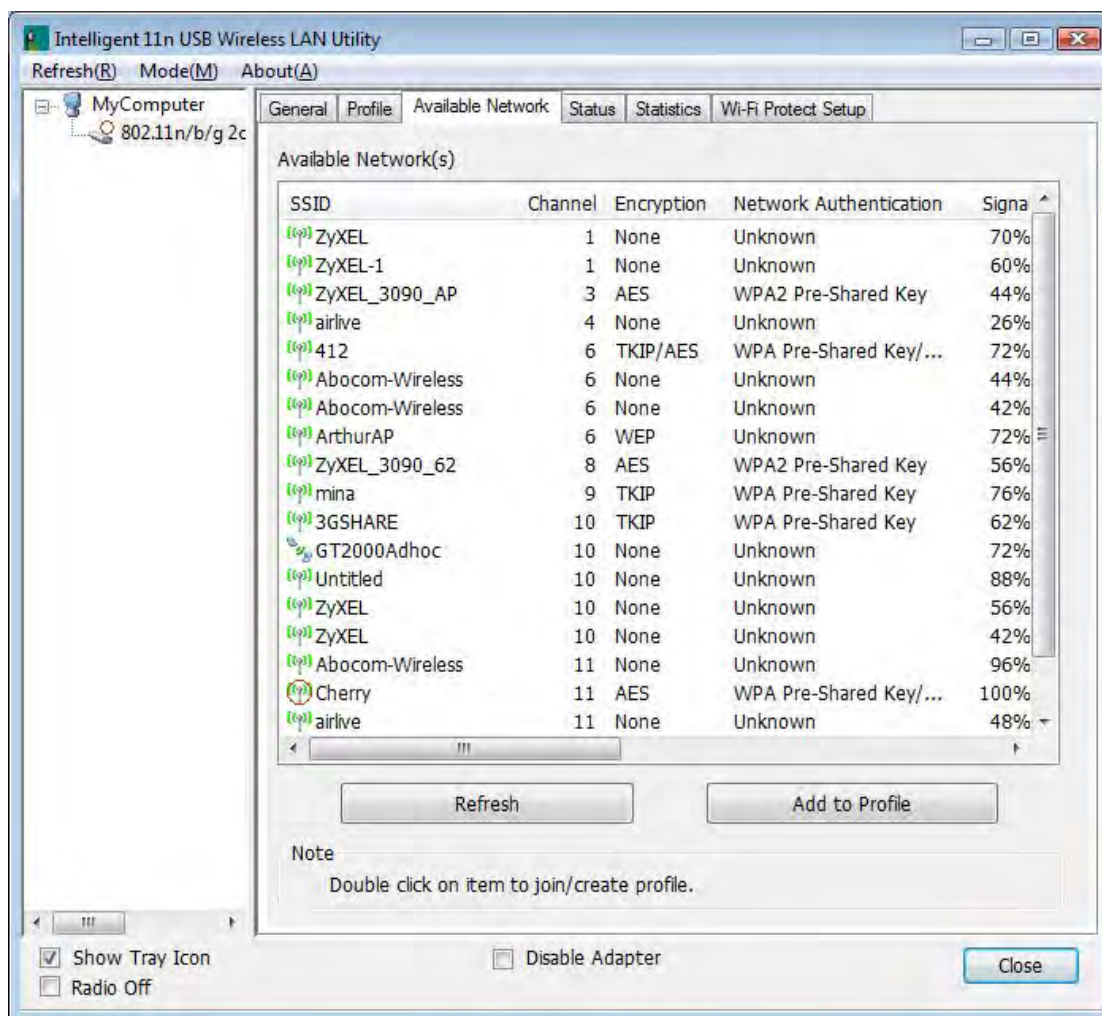 Intelligent 11n USB Wireless LAN Utility
Refresh(R) Mode(M) About(A)
MyComputer
802.11n/b/g 2c
General Profile Available Network Status Statistics Wi-Fi Protect Setup
Available Network(s)
SSID Channel Encryption Network Authentication Signa
ZyXEL 1 None Unknown 70%
ZyXEL-1 1 None Unknown 60%
ZyXEL_3090_AP 3 AES WPA2 Pre-Shared Key 44%
airlive 4 None Unknown 26%
412 6 TKIP/AES WPA Pre-Shared Key/... 72%
Abocom-Wireless 6 None Unknown 44%
Abocom-Wireless 6 None Unknown 42%
ArthurAP 6 WEP Unknown 72%
ZyXEL_3090_62 8 AES WPA2 Pre-Shared Key 56%
mina 9 TKIP WPA Pre-Shared Key 76%
3GSHARE 10 TKIP WPA Pre-Shared Key 62%
GT2000Adhoc 10 None Unknown 72%
Untitled 10 None Unknown 88%
ZyXEL 10 None Unknown 56%
ZyXEL 10 None Unknown 42%
Abocom-Wireless 11 None Unknown 96%
Cherry 11 AES WPA Pre-Shared Key/... 100%
airlive 11 None Unknown 48%
Refresh Add to Profile
Note
Double click on item to join/create profile.
Show Tray Icon Disable Adapter Close
Radio Off